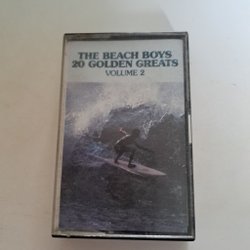 THE BEACH BOYS
20 GOLDEN GREATS
VOLUME 2